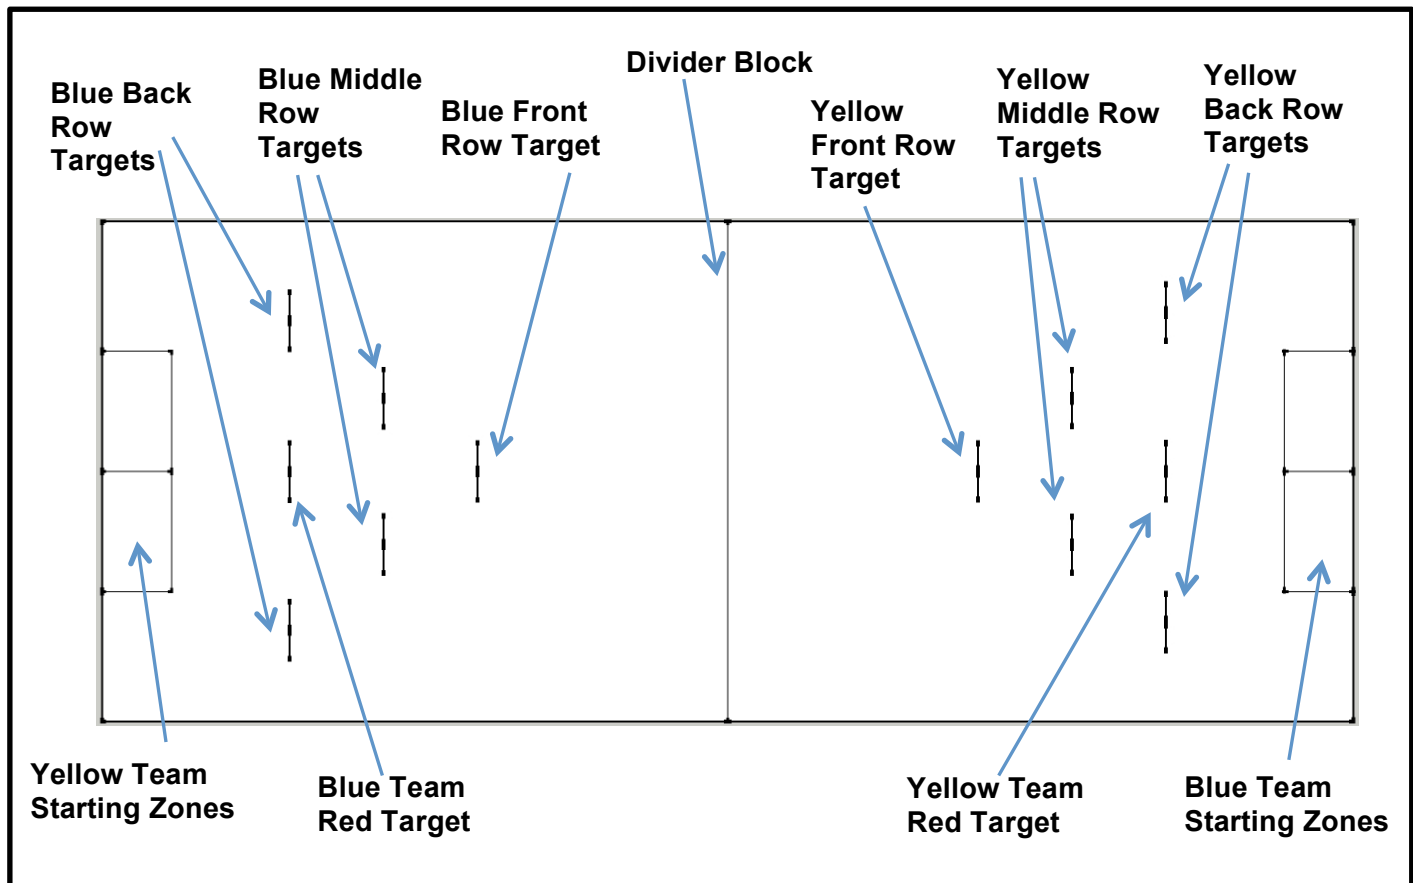 Blue Back
Row
Targets
Blue Middle
Row
Targets
Blue Front
Row Target
Divider Block
Yellow
Front Row
Target
Yellow
Middle Row
Targets
Yellow
Back Row
Targets
Yellow Team
Starting Zones
Blue Team
Red Target
Yellow Team
Red Target
Blue Team
Starting Zones